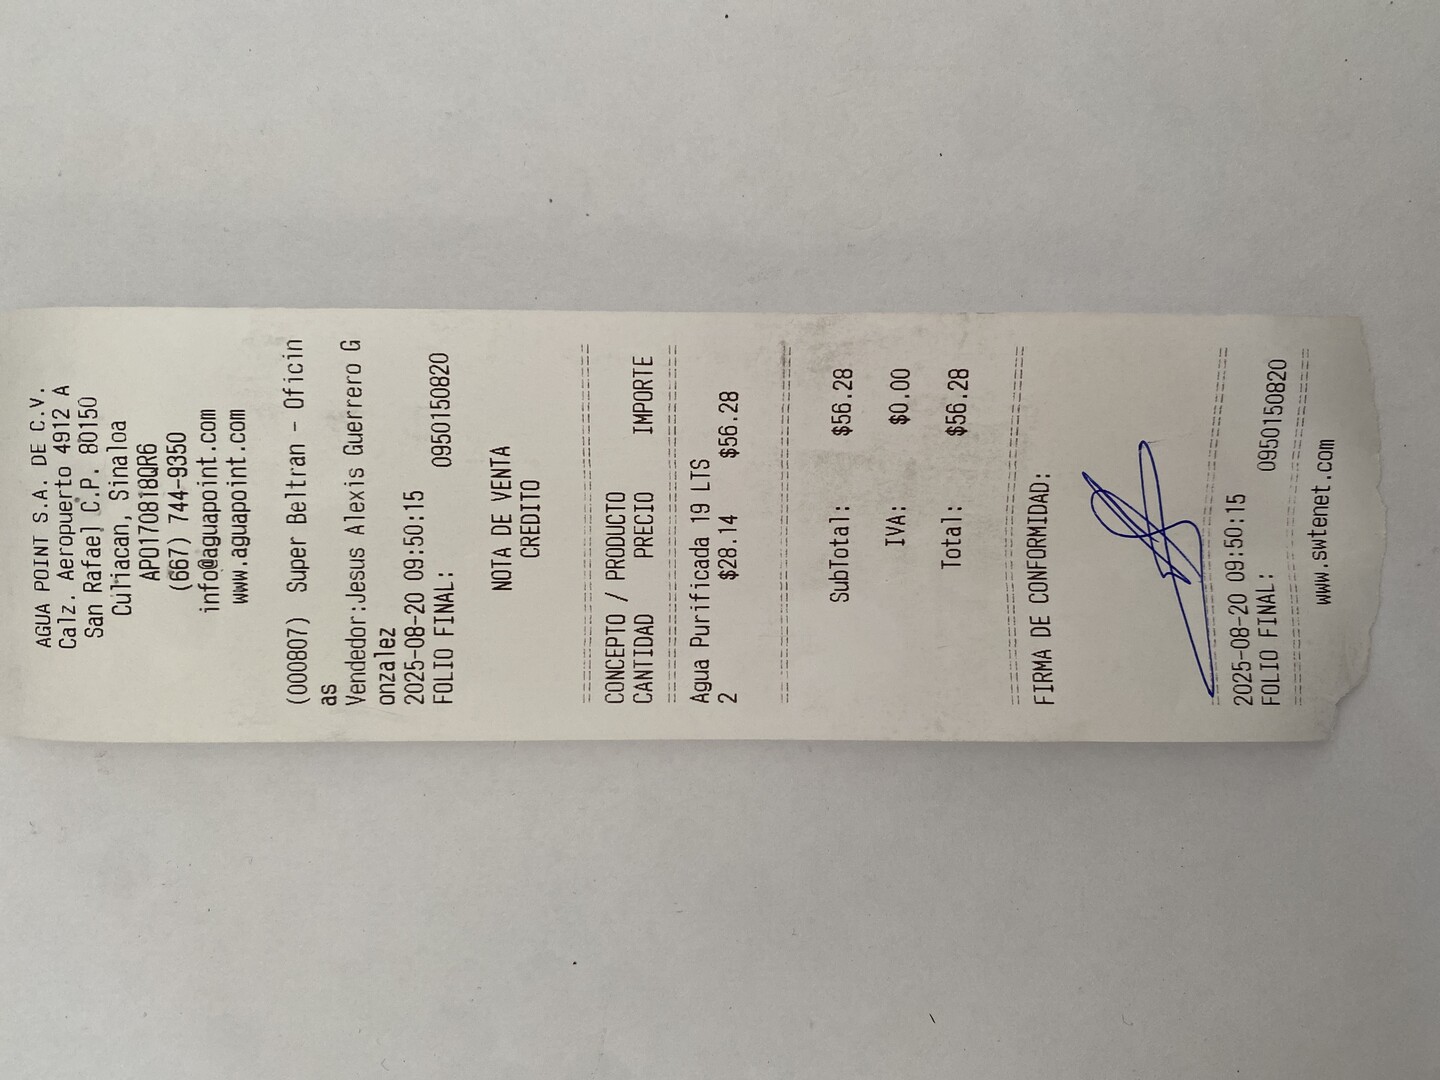 AGUA POINT S.A. DE C.V.
Calz. Aeropuerto 4912 A
San Rafael C.P. 80150
Culiacan, Sinaloa
APO170818QR6
(667) 744-9350
info@aguapoint.com
www.aguapoint.com
(000807) Super Beltran - Oficin
as
Vendedor:Jesus Alexis Guerrero G
onzalez
2025-08-20 09:50:15
FOLIO FINAL: 0950150820
NOTA DE VENTA
CREDITO
================================
CONCEPTO / PRODUCTO
CANTIDAD PRECIO IMPORTE
================================
Agua Purificada 19 LTS
2 $28.14 $56.28
================================
SubTotal: $56.28
IVA: $0.00
Total: $56.28
================================
FIRMA DE CONFORMIDAD:
================================
2025-08-20 09:50:15
FOLIO FINAL: 0950150820
================================
www.swtenet.com